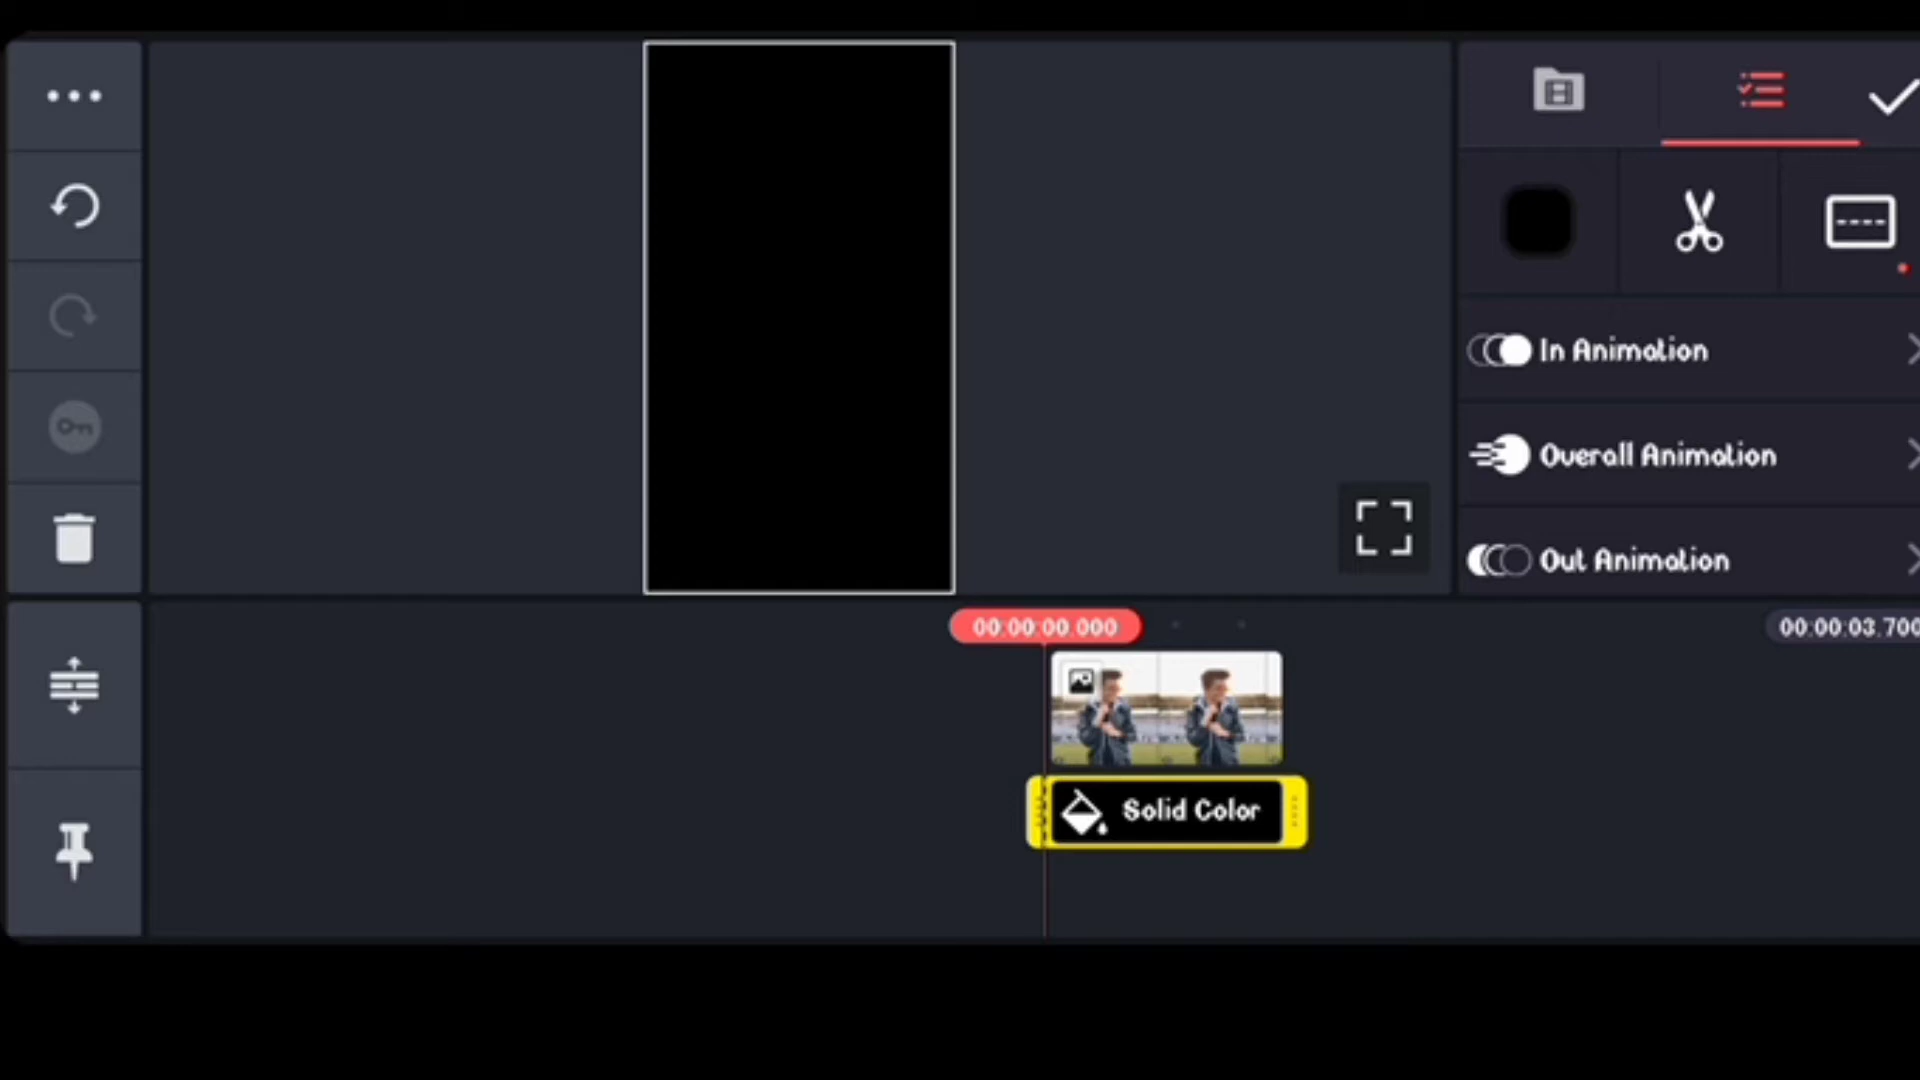 In Animation
Overall Animation
Out Animation
00:00:00.000
00:00:03.700
Solid Color